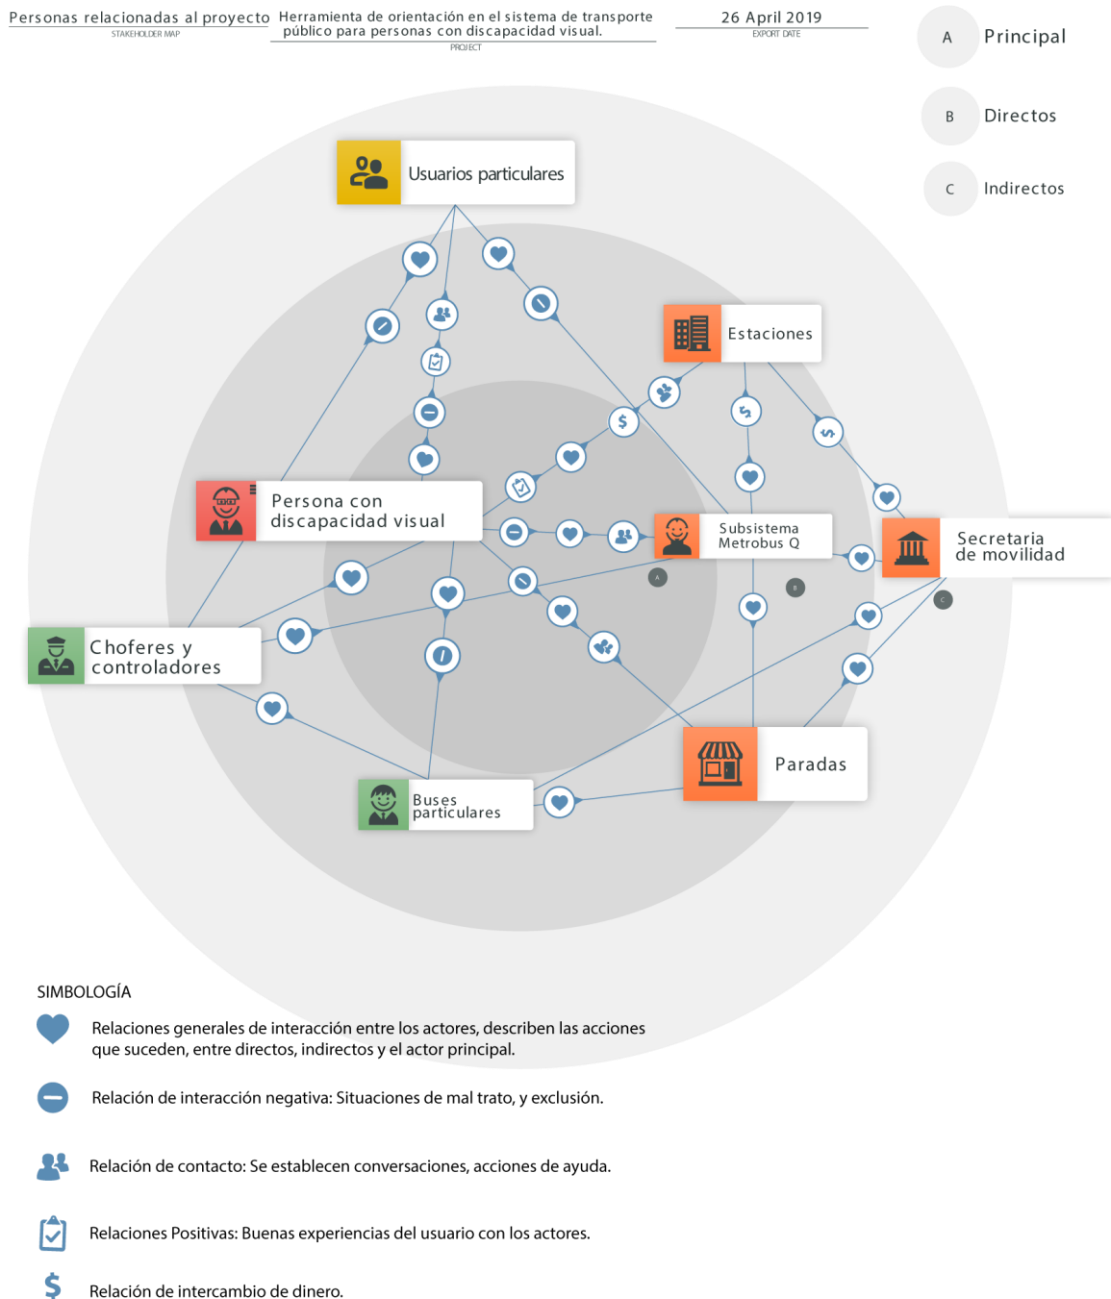 Personas relacionadas al proyecto
STAKEHOLDER MAP
Herramienta de orientación en el sistema de transporte
público para personas con discapacidad visual.
PROJECT
26 April 2019
EXPORT DATE
A
Principal
B
Directos
C
Indirectos
Usuarios particulares
Estaciones
Persona con
discapacidad visual
Subsistema
Metrobus Q
Secretaria
de movilidad
A
B
C
Choferes y
controladores
Paradas
Buses
particulares
SIMBOLOGÍA
Relaciones generales de interacción entre los actores, describen las acciones
que suceden, entre directos, indirectos y el actor principal.
Relación de interacción negativa: Situaciones de mal trato, y exclusión.
Relación de contacto: Se establecen conversaciones, acciones de ayuda.
Relaciones Positivas: Buenas experiencias del usuario con los actores.
$ Relación de intercambio de dinero.